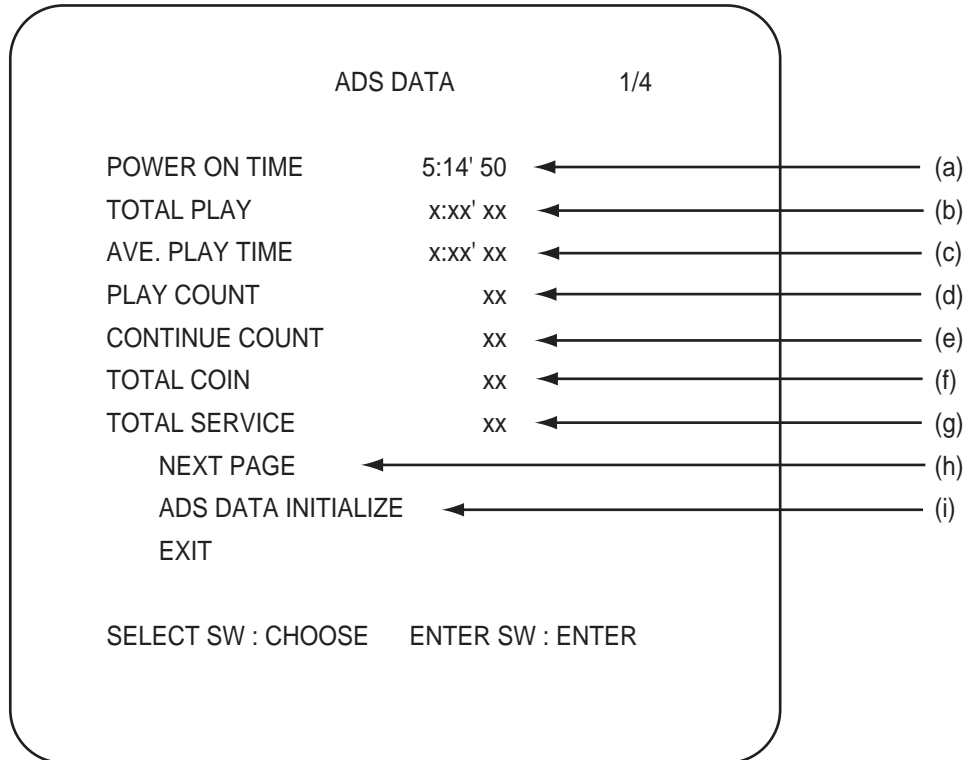 ADS DATA 1/4
POWER ON TIME 5:14' 50 (a)
TOTAL PLAY x:xx' xx (b)
AVE. PLAY TIME x:xx' xx (c)
PLAY COUNT xx (d)
CONTINUE COUNT xx (e)
TOTAL COIN xx (f)
TOTAL SERVICE xx (g)
NEXT PAGE (h)
ADS DATA INITIALIZE (i)
EXIT
SELECT SW : CHOOSE ENTER SW : ENTER